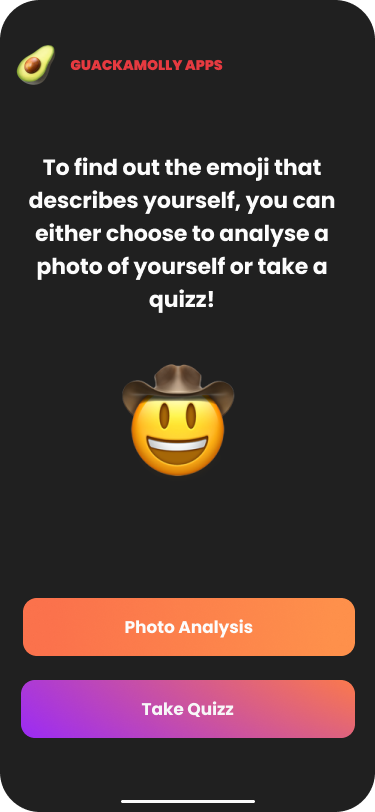 GUACKAMOLLY APPS
To find out the emoji that
describes yourself, you can
either choose to analyse a
photo of yourself or take a
quizz!
Photo Analysis
Take Quizz